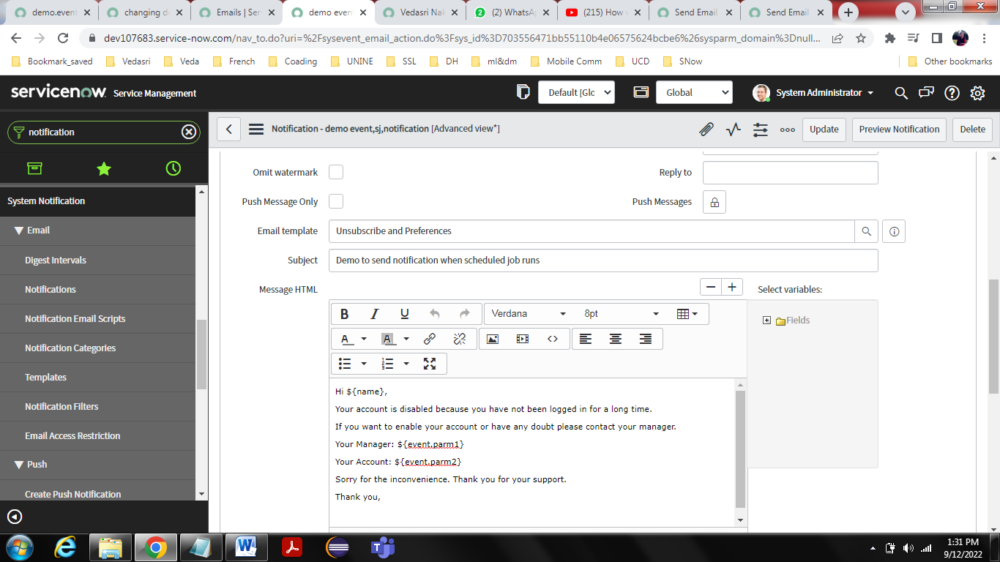 demo.event
changing d
Emails | Ser
demo even
Vedasri Nak
2
(2) WhatsA
(215) How
Send Email
Send Email
dev107683.service-now.com/nav_to.do?uri=%2Fsysevent_email_action.do%3Fsys_id%3D703556471bb55110b4e06575624bcbe6%26sysparm_domain%3Dnull...
Bookmark_saved
Vedasri
Veda
French
Coading
UNINE
SSL
DH
ml&dm
Mobile Comm
UCD
SNow
Other bookmarks
servicenow. Service Management
Default [Glo
Global
System Administrator
notification
Notification - demo event,sj,notification [Advanced view*]
Update
Preview Notification
Delete
System Notification
Email
Digest Intervals
Notifications
Notification Email Scripts
Notification Categories
Templates
Notification Filters
Email Access Restriction
Push
Create Push Notification
Omit watermark
Reply to
Push Message Only
Push Messages
Email template
Unsubscribe and Preferences
Subject
Demo to send notification when scheduled job runs
Message HTML
Select variables:
B I U
Verdana
8pt
Fields
A
A
Hi ${name},
Your account is disabled because you have not been logged in for a long time.
If you want to enable your account or have any doubt please contact your manager.
Your Manager: ${event.parm1}
Your Account: ${event.parm2}
Sorry for the inconvenience. Thank you for your support.
Thank you,
1:31 PM
9/12/2022